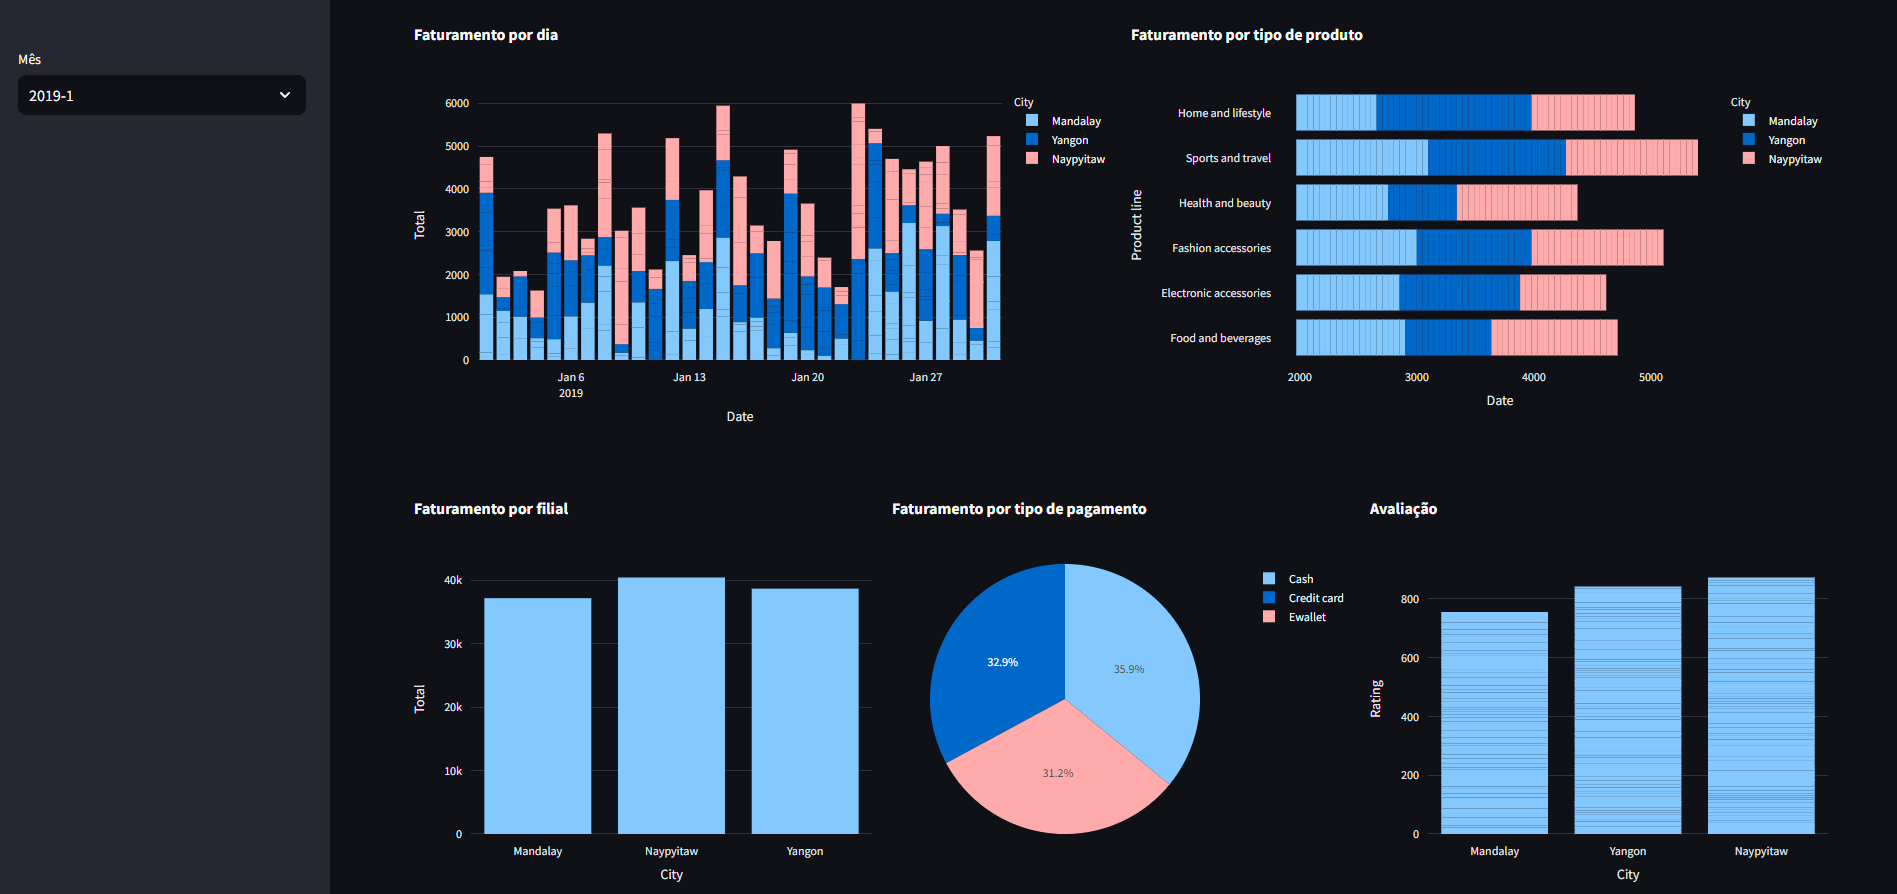 Mês
2019-1
Faturamento por dia
Total
6000
5000
4000
3000
2000
1000
0
Jan 6
2019
Jan 13
Jan 20
Jan 27
Date
City
Mandalay
Yangon
Naypyitaw
Faturamento por tipo de produto
Product line
Home and lifestyle
Sports and travel
Health and beauty
Fashion accessories
Electronic accessories
Food and beverages
2000
3000
4000
5000
Date
City
Mandalay
Yangon
Naypyitaw
Faturamento por filial
Total
40k
30k
20k
10k
0
Mandalay
Naypyitaw
Yangon
City
Faturamento por tipo de pagamento
32.9%
35.9%
31.2%
Cash
Credit card
Ewallet
Avaliação
Rating
800
600
400
200
0
Mandalay
Yangon
Naypyitaw
City